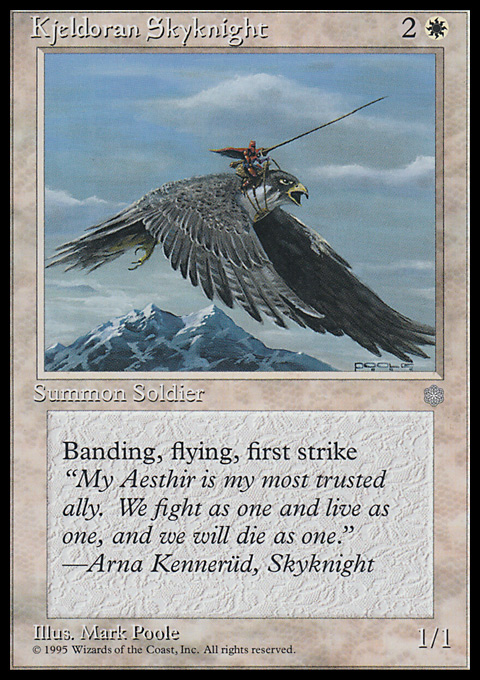 Kjeldoran Skyknight 2
POOLE
Summon Soldier
Banding, flying, first strike
“My Aesthir is my most trusted
ally. We fight as one and live as
one, and we will die as one.”
—Arna Kennerüd, Skyknight
Illus. Mark Poole
1/1
© 1995 Wizards of the Coast, Inc. All rights reserved.